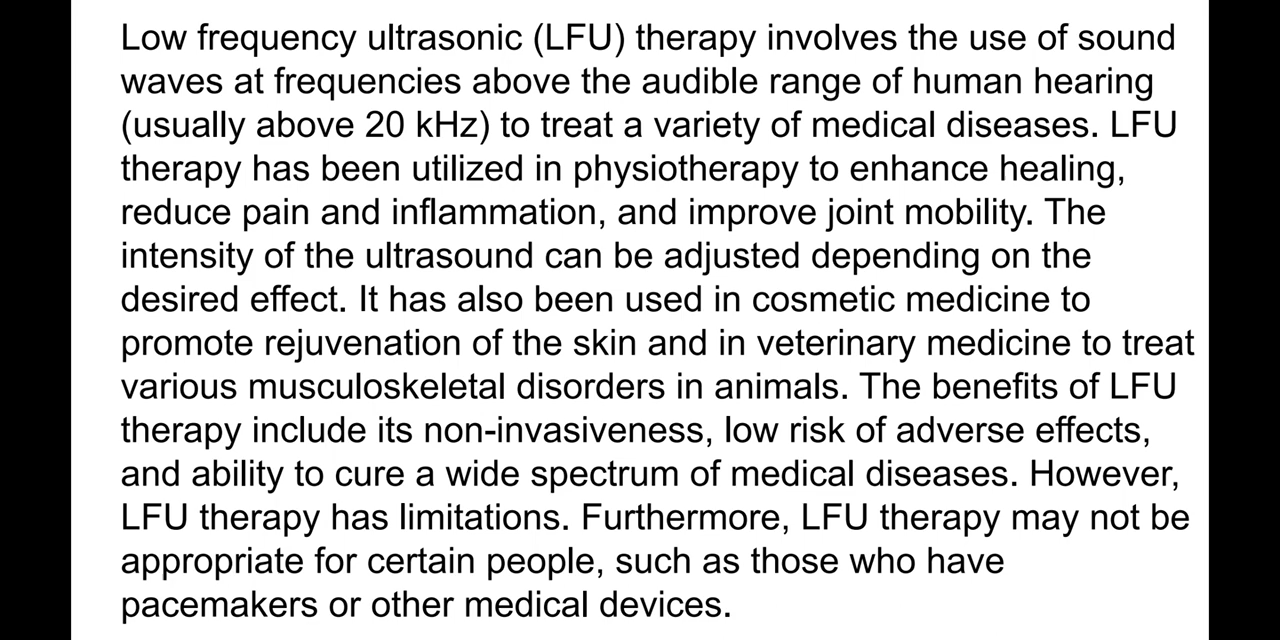 Low frequency ultrasonic (LFU) therapy involves the use of sound
waves at frequencies above the audible range of human hearing
(usually above 20 kHz) to treat a variety of medical diseases. LFU
therapy has been utilized in physiotherapy to enhance healing,
reduce pain and inflammation, and improve joint mobility. The
intensity of the ultrasound can be adjusted depending on the
desired effect. It has also been used in cosmetic medicine to
promote rejuvenation of the skin and in veterinary medicine to treat
various musculoskeletal disorders in animals. The benefits of LFU
therapy include its non-invasiveness, low risk of adverse effects,
and ability to cure a wide spectrum of medical diseases. However,
LFU therapy has limitations. Furthermore, LFU therapy may not be
appropriate for certain people, such as those who have
pacemakers or other medical devices.